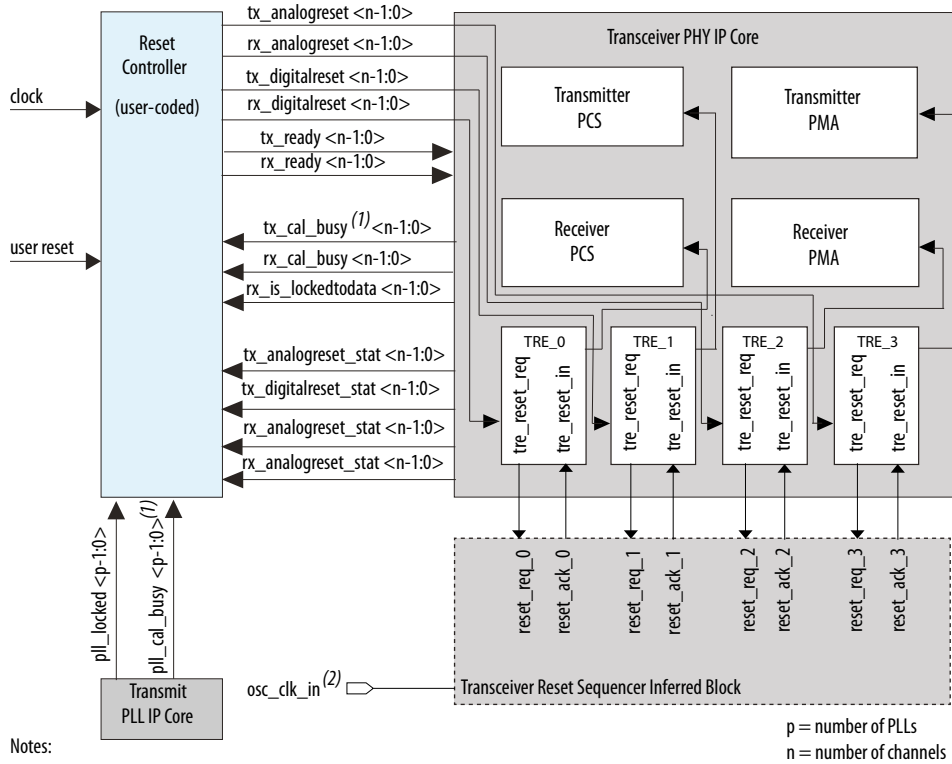 tx_analogreset <n-1:0>
rx_analogreset <n-1:0>
tx_digitalreset <n-1:0>
rx_digitalreset <n-1:0>
tx_ready <n-1:0>
rx_ready <n-1:0>
tx_cal_busy (1) <n-1:0>
rx_cal_busy <n-1:0>
rx_is_lockedtodata <n-1:0>
tx_analogreset_stat <n-1:0>
tx_digitalreset_stat <n-1:0>
rx_analogreset_stat <n-1:0>
rx_analogreset_stat <n-1:0>
Reset
Controller
(user-coded)
clock
user reset
Transceiver PHY IP Core
Transmitter
PCS
Transmitter
PMA
Receiver
PCS
Receiver
PMA
TRE_0
tre_reset_req
tre_reset_in
TRE_1
tre_reset_req
tre_reset_in
TRE_2
tre_reset_req
tre_reset_in
TRE_3
tre_reset_req
tre_reset_in
reset_req_0
reset_ack_0
reset_req_1
reset_ack_1
reset_req_2
reset_ack_2
reset_req_3
reset_ack_3
Transceiver Reset Sequencer Inferred Block
osc_clk_in (2)
pll_locked <p-1:0>
pll_cal_busy <p-1:0> (1)
Transmit
PLL IP Core
p = number of PLLs
n = number of channels
Notes: